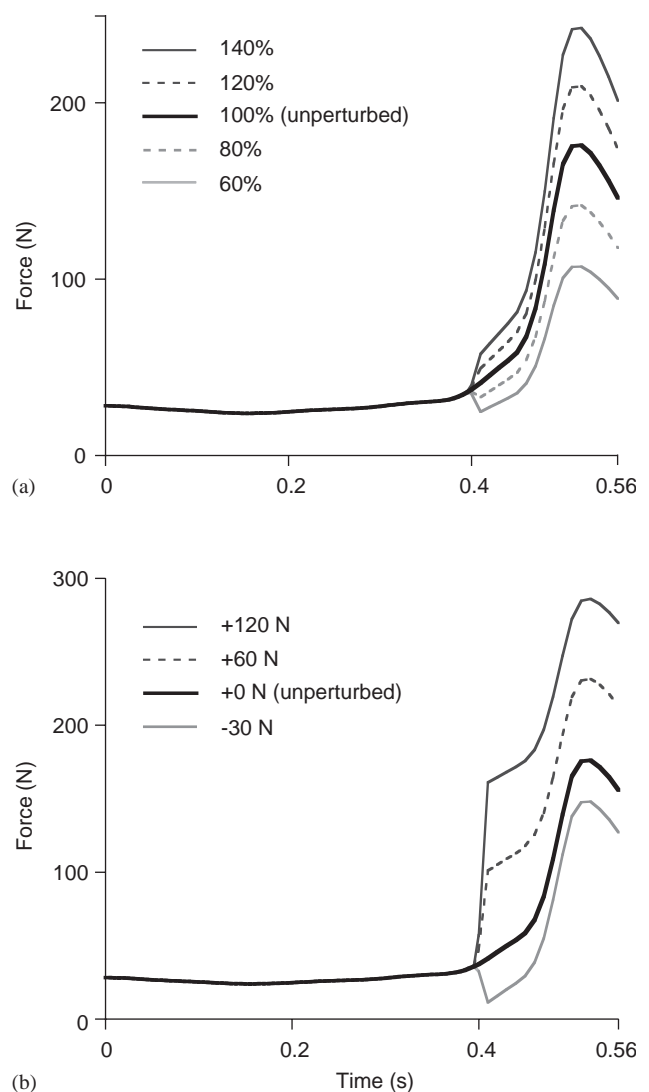 140%
120%
100% (unperturbed)
80%
60%
200
100
0
Force (N)
(a)
0
0.2
0.4
0.56
300
200
100
0
Force (N)
+120 N
+60 N
+0 N (unperturbed)
-30 N
0
0.2
0.4
0.56
(b)
Time (s)